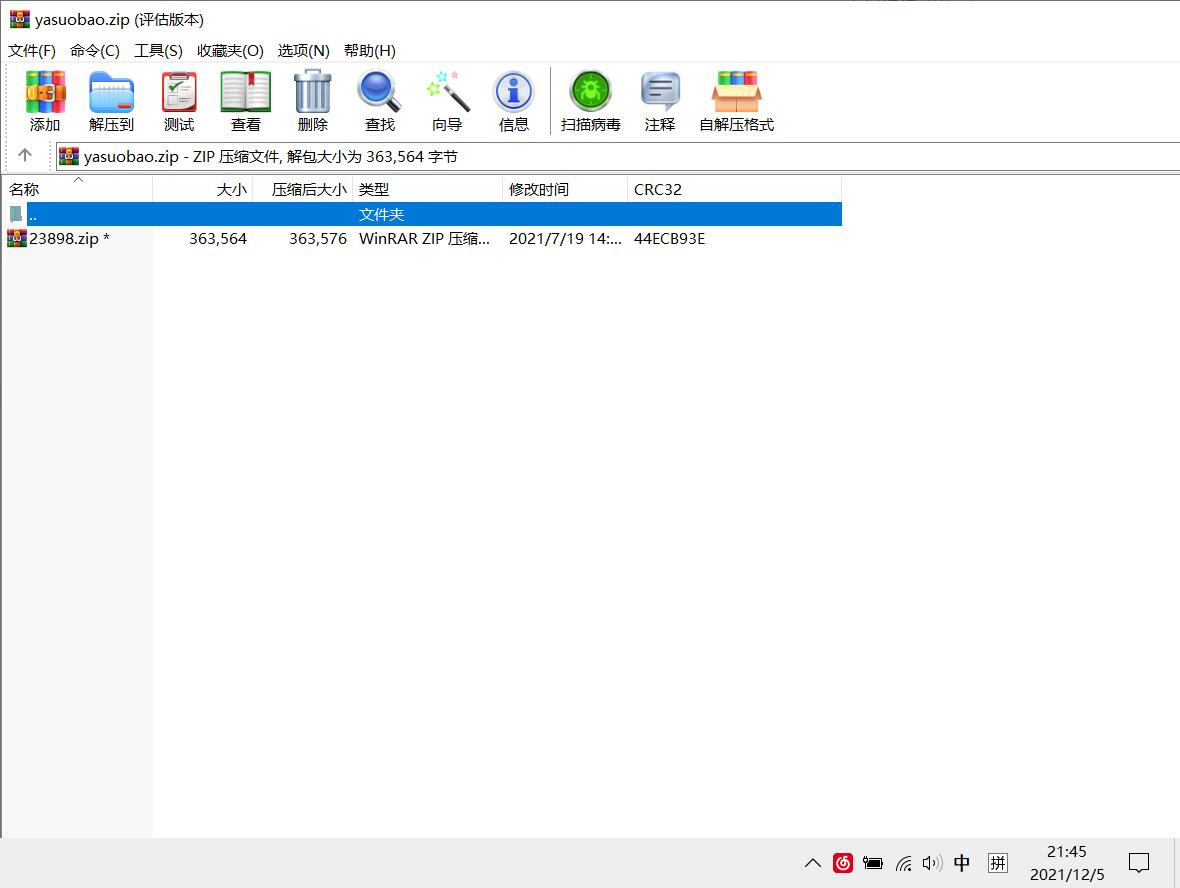 yasuobao.zip (评估版本)
文件(F) 命令(C) 工具(S) 收藏夹(O) 选项(N) 帮助(H)
添加 解压到 测试 查看 删除 查找 向导 信息 扫描病毒 注释 自解压格式
yasuobao.zip - ZIP 压缩文件, 解包大小为 363,564 字节
名称 大小 压缩后大小 类型 修改时间 CRC32
.. 文件夹
23898.zip * 363,564 363,576 WinRAR ZIP 压缩... 2021/7/19 14:... 44ECB93E
中 拼 21:45
2021/12/5